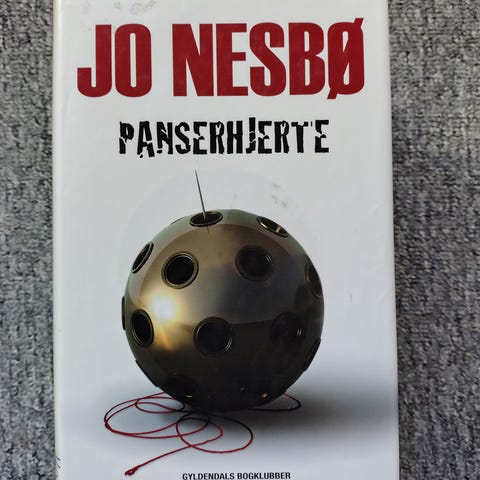 JO NESBØ
PANSERHJERTE
GYLDENDALS BOGKLUBBER